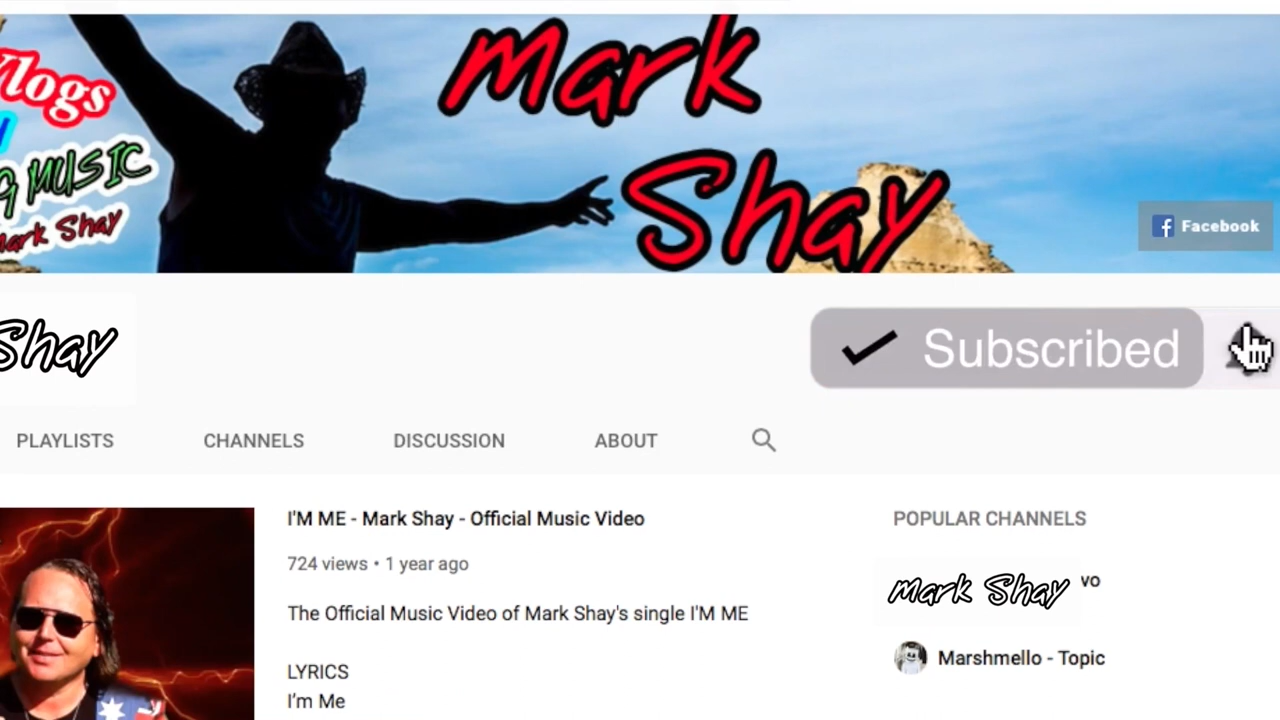 Vlogs
MUSIC
Mark Shay
Mark
Shay
Facebook
Shay
Subscribed
PLAYLISTS
CHANNELS
DISCUSSION
ABOUT
I'M ME - Mark Shay - Official Music Video
724 views • 1 year ago
The Official Music Video of Mark Shay's single I'M ME
LYRICS
I'm Me
POPULAR CHANNELS
Mark Shay
vo
Marshmello - Topic